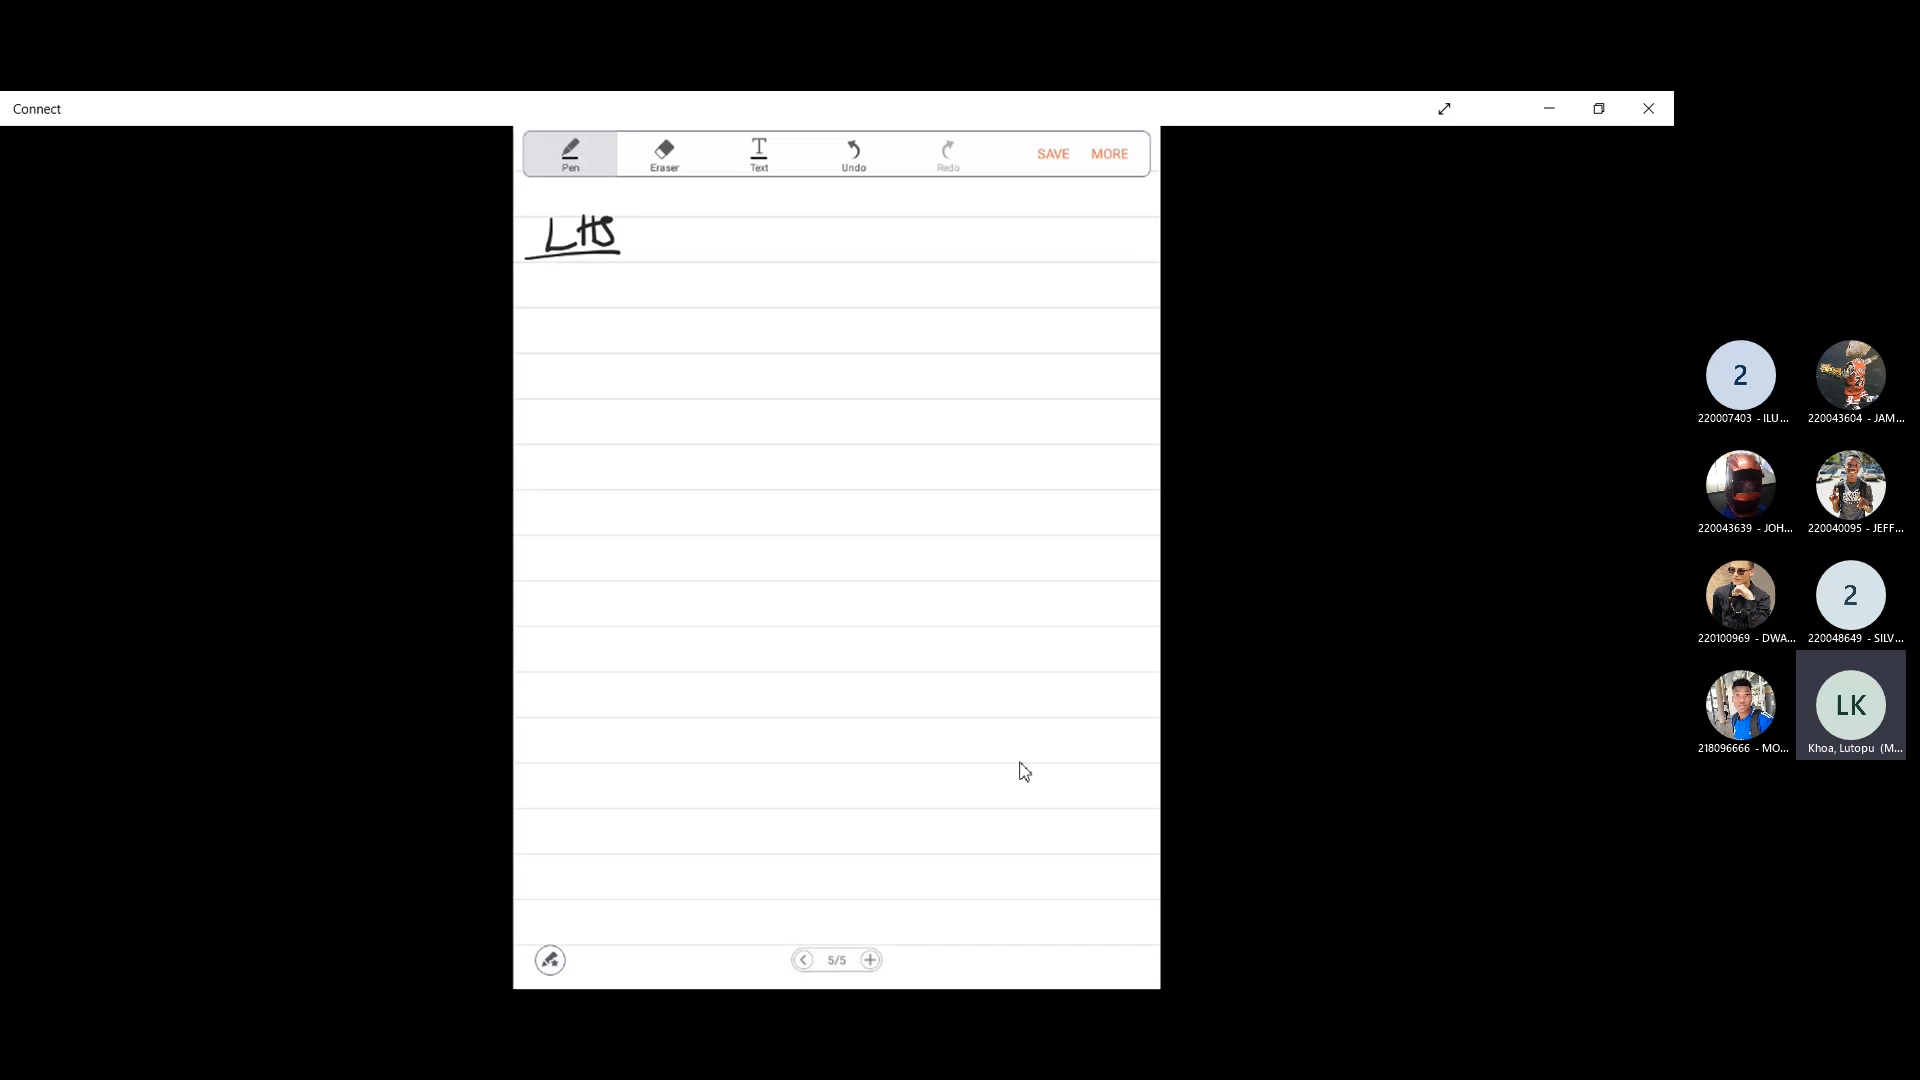 Connect
Pen
Eraser
Text
Undo
Redo
SAVE
MORE
LHS
2
220007403 - ILU...
220043604 - JAM...
220043639 - JOH...
220040095 - JEFF...
220100969 - DWA...
2
220048649 - SILV...
218096666 - MO...
LK
Khoa, Lutopu (M...
5/5